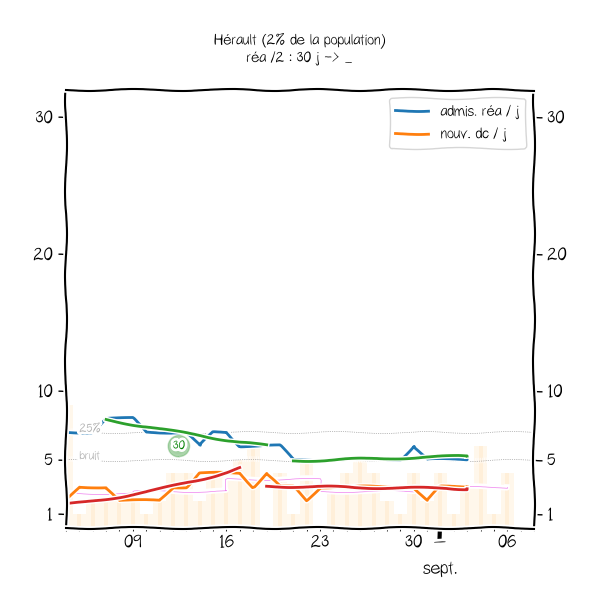 Hérault (2% de la population)
réa /2 : 30 j -> _
admis. réa / j
nouv. dc / j
30 30
20 20
10 10
25%
30
bruit
5 5
1 1
09 16 23 30 06
sept.